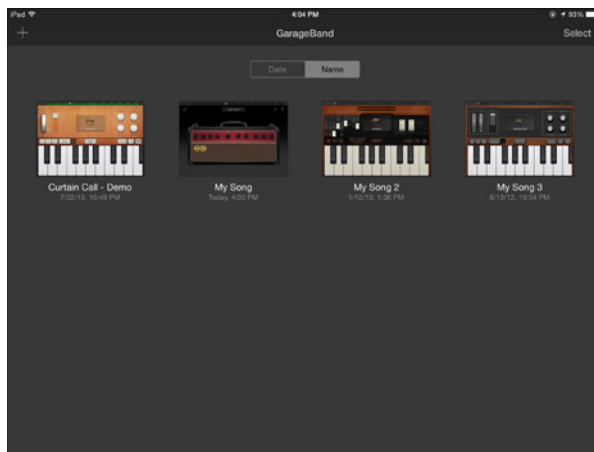 iPad
4:04 PM
93%
GarageBand
Select
Date
Name
Curtain Call - Demo
7/22/13, 10:49 PM
My Song
Today, 4:03 PM
My Song 2
1/12/13, 1:36 PM
My Song 3
8/13/12, 10:54 PM